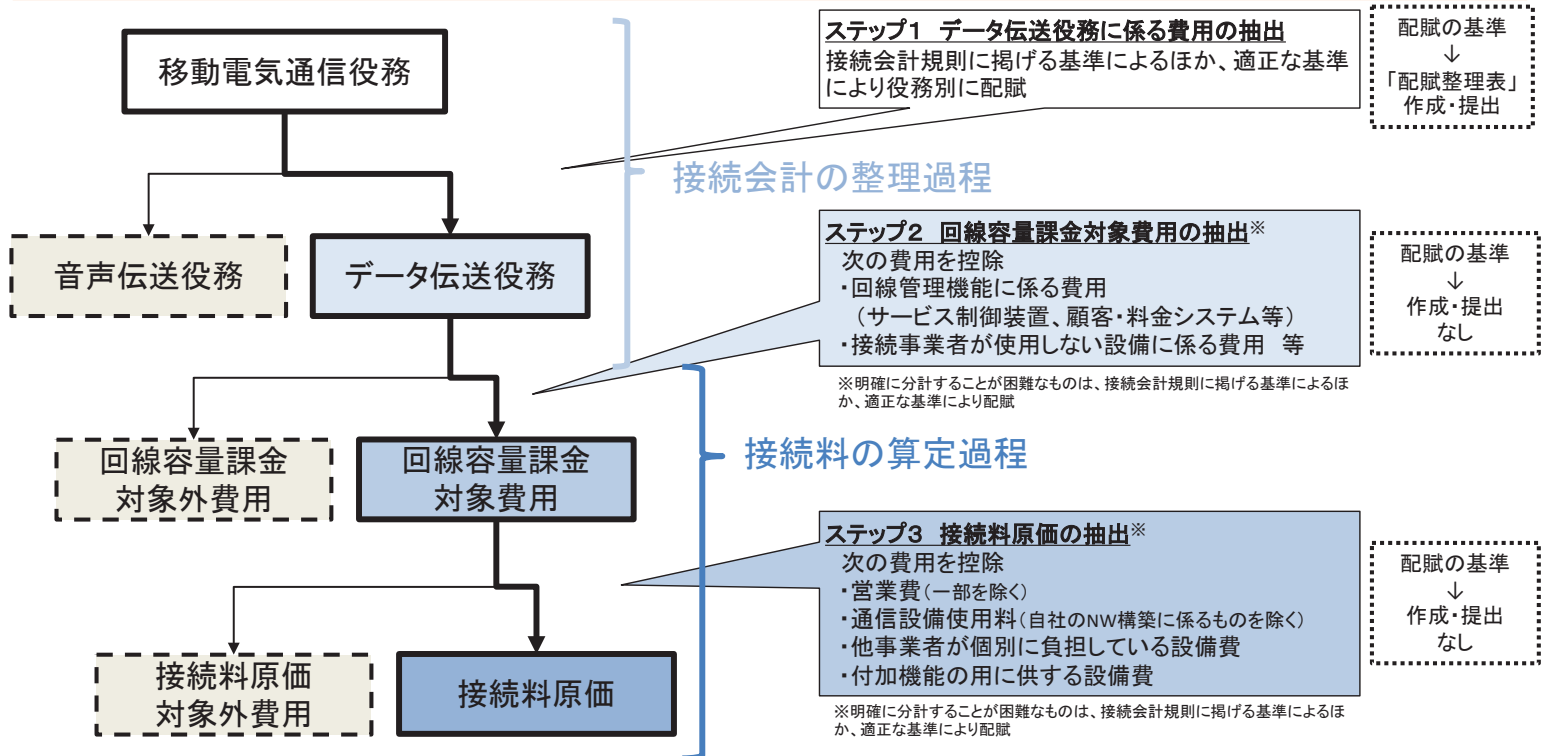 移動電気通信役務
ステップ1 データ伝送役務に係る費用の抽出
接続会計規則に掲げる基準によるほか、適正な基準
により役務別に配賦
配賦の基準
↓
「配賦整理表」
作成・提出
接続会計の整理過程
音声伝送役務
データ伝送役務
ステップ2 回線容量課金対象費用の抽出※
次の費用を控除
・回線管理機能に係る費用
（サービス制御装置、顧客・料金システム等）
・接続事業者が使用しない設備に係る費用 等
※明確に分計することが困難なものは、接続会計規則に掲げる基準によるほ
か、適正な基準により配賦
配賦の基準
↓
作成・提出
なし
接続料の算定過程
回線容量課金
対象外費用
回線容量課金
対象費用
ステップ3 接続料原価の抽出※
次の費用を控除
・営業費（一部を除く）
・通信設備使用料（自社のNW構築に係るものを除く）
・他事業者が個別に負担している設備費
・付加機能の用に供する設備費
※明確に分計することが困難なものは、接続会計規則に掲げる基準によるほ
か、適正な基準により配賦
配賦の基準
↓
作成・提出
なし
接続料原価
対象外費用
接続料原価